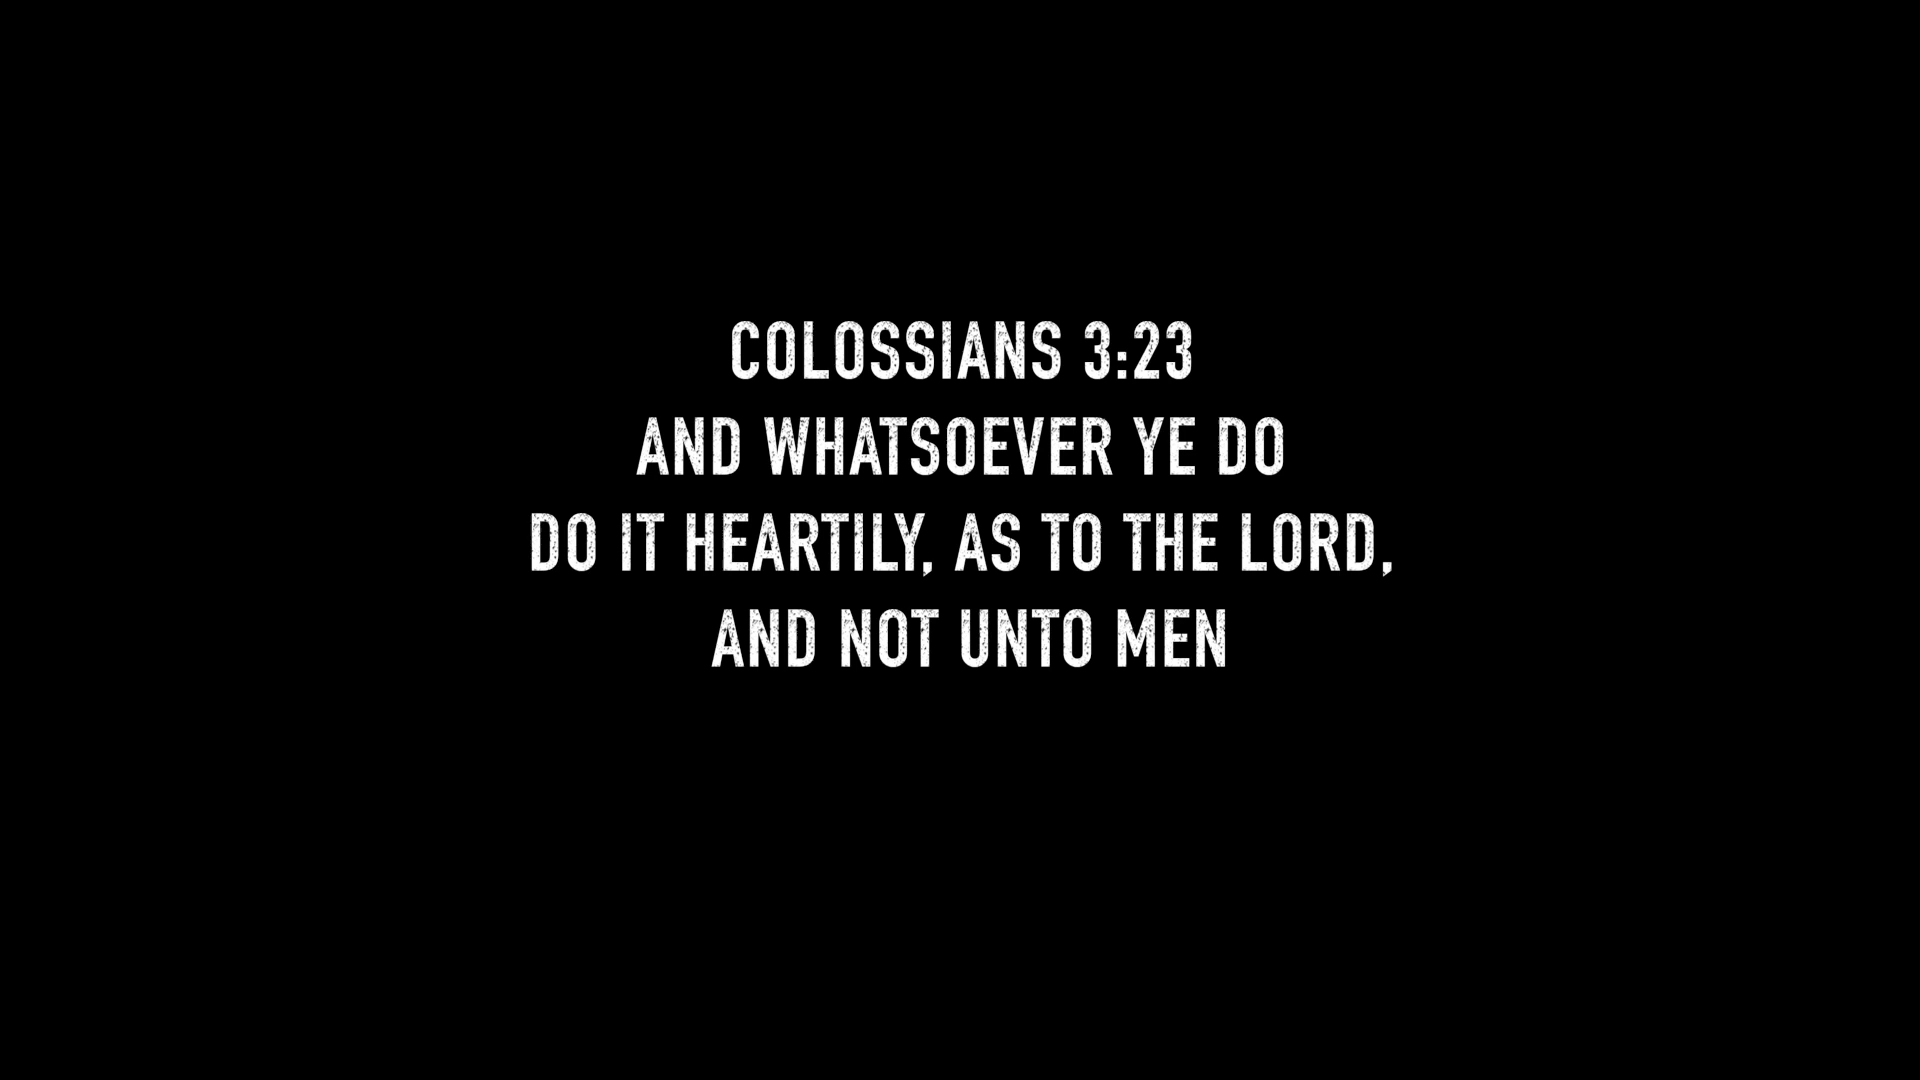 COLOSSIANS 3:23
AND WHATSOEVER YE DO
DO IT HEARTILY, AS TO THE LORD,
AND NOT UNTO MEN